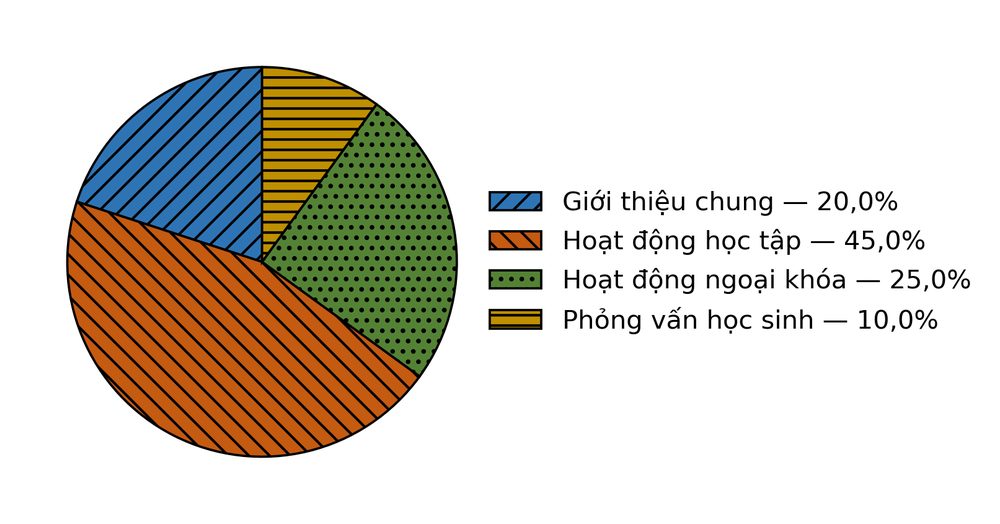 Giới thiệu chung — 20,0%
Hoạt động học tập — 45,0%
Hoạt động ngoại khóa — 25,0%
Phỏng vấn học sinh — 10,0%